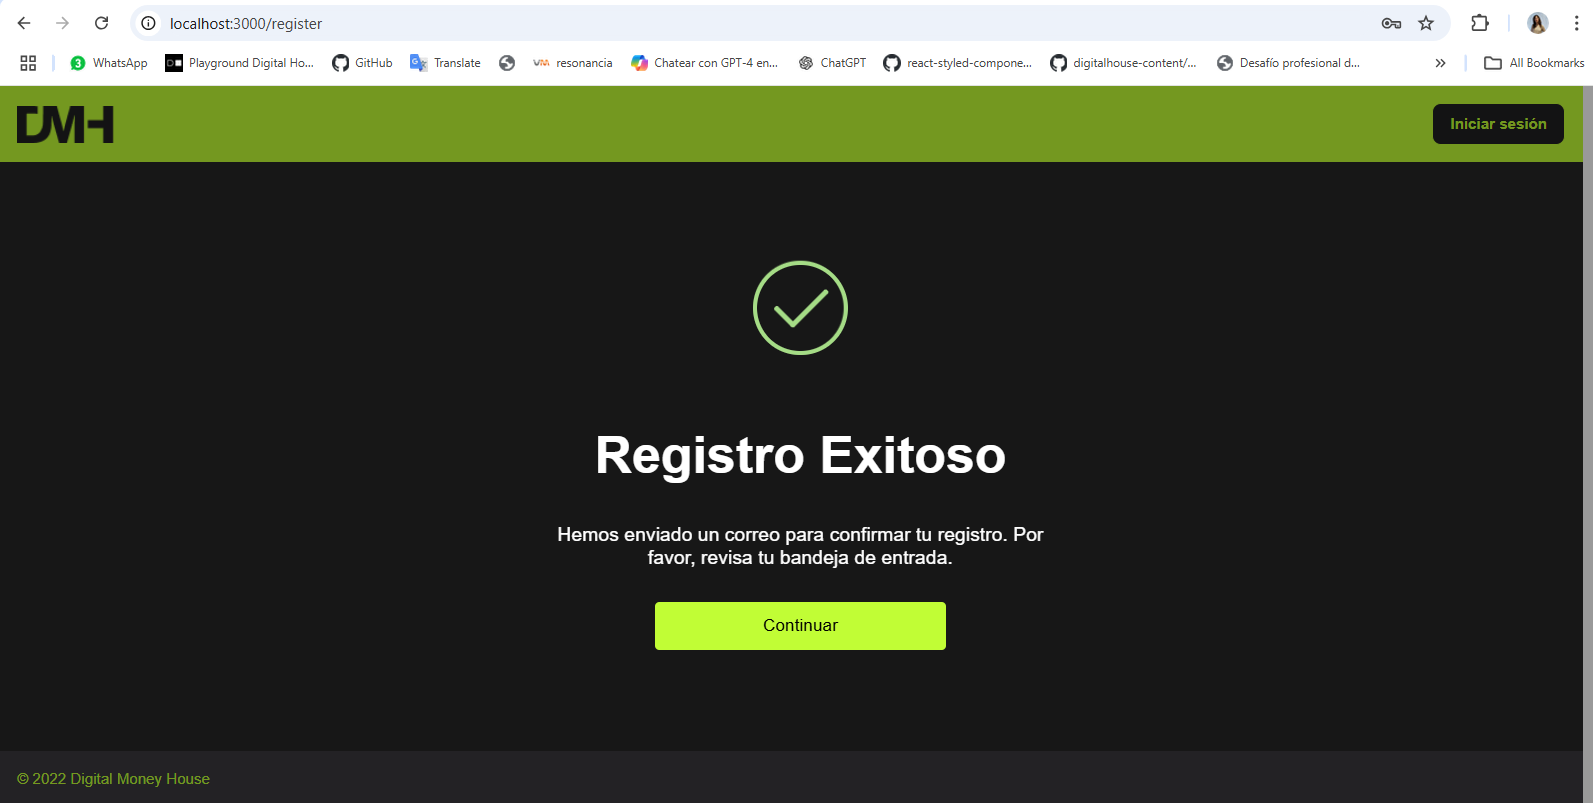 localhost:3000/register
3 WhatsApp Playground Digital Ho... GitHub Translate resonancia Chatear con GPT-4 en... ChatGPT react-styled-compone... digitalhouse-content/... Desafío profesional d... » All Bookmarks
DMH Iniciar sesión
Registro Exitoso
Hemos enviado un correo para confirmar tu registro. Por
favor, revisa tu bandeja de entrada.
Continuar
© 2022 Digital Money House